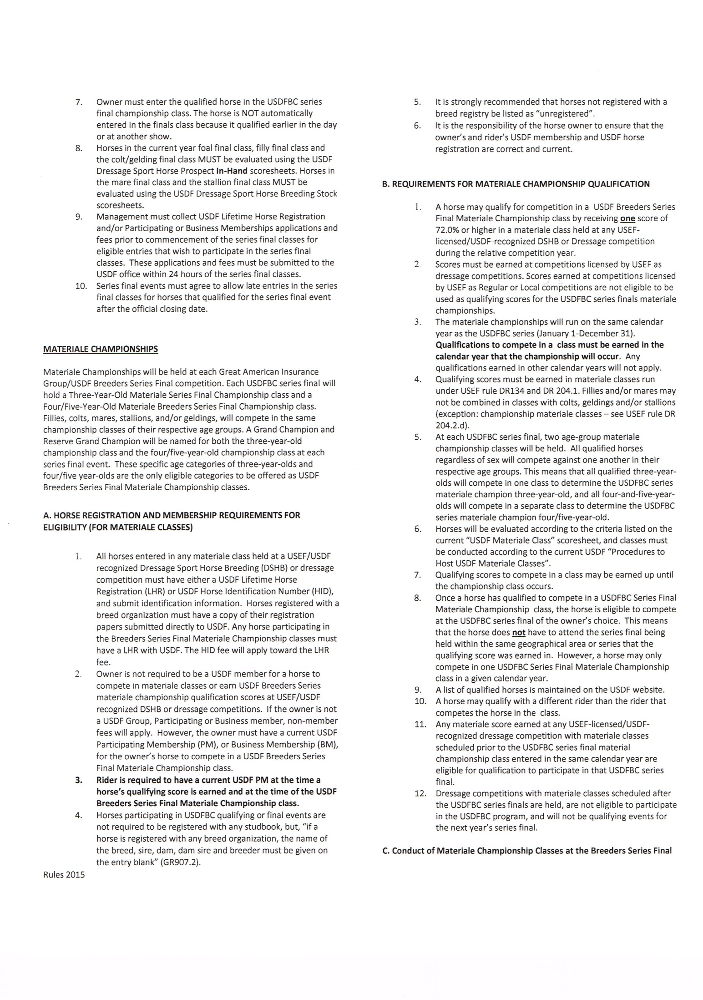 7. Owner must enter the qualified horse in the USDFBC series
final championship class. The horse is NOT automatically
entered in the finals class because it qualified earlier in the day
or at another show.
8. Horses in the current year foal final class, filly final class and
the colt/gelding final class MUST be evaluated using the USDF
Dressage Sport Horse Prospect In-Hand scoresheets. Horses in
the mare final class and the stallion final class MUST be
evaluated using the USDF Dressage Sport Horse Breeding Stock
scoresheets.
9. Management must collect USDF Lifetime Horse Registration
and/or Participating or Business Memberships applications and
fees prior to commencement of the series final classes for
eligible entries that wish to participate in the series final
classes. These applications and fees must be submitted to the
USDF office within 24 hours of the series final classes.
10. Series final events must agree to allow late entries in the series
final classes for horses that qualified for the series final event
after the official closing date.
MATERIALE CHAMPIONSHIPS
Materiale Championships will be held at each Great American Insurance
Group/USDF Breeders Series Final competition. Each USDFBC series final will
hold a Three-Year-Old Materiale Series Final Championship class and a
Four/Five-Year-Old Materiale Breeders Series Final Championship class.
Fillies, colts, mares, stallions, and/or geldings, will compete in the same
championship classes of their respective age groups. A Grand Champion and
Reserve Grand Champion will be named for both the three-year-old
championship class and the four/five-year-old championship class at each
series final event. These specific age categories of three-year-olds and
four/five year-olds are the only eligible categories to be offered as USDF
Breeders Series Final Materiale Championship classes.
A. HORSE REGISTRATION AND MEMBERSHIP REQUIREMENTS FOR
ELIGIBILITY (FOR MATERIALE CLASSES)
1. All horses entered in any materiale class held at a USEF/USDF
recognized Dressage Sport Horse Breeding (DSHB) or dressage
competition must have either a USDF Lifetime Horse
Registration (LHR) or USDF Horse Identification Number (HID),
and submit identification information. Horses registered with a
breed organization must have a copy of their registration
papers submitted directly to USDF. Any horse participating in
the Breeders Series Final Materiale Championship classes must
have a LHR with USDF. The HID fee will apply toward the LHR
fee.
2. Owner is not required to be a USDF member for a horse to
compete in materiale classes or earn USDF Breeders Series
materiale championship qualification scores at USEF/USDF
recognized DSHB or dressage competitions. If the owner is not
a USDF Group, Participating or Business member, non-member
fees will apply. However, the owner must have a current USDF
Participating Membership (PM), or Business Membership (BM),
for the owner's horse to compete in a USDF Breeders Series
Final Materiale Championship class.
3. Rider is required to have a current USDF PM at the time a
horse's qualifying score is earned and at the time of the USDF
Breeders Series Final Materiale Championship class.
4. Horses participating in USDFBC qualifying or final events are
not required to be registered with any studbook, but, "if a
horse is registered with any breed organization, the name of
the breed, sire, dam, dam sire and breeder must be given on
the entry blank" (GR907.2).
Rules 2015
5. It is strongly recommended that horses not registered with a
breed registry be listed as "unregistered".
6. It is the responsibility of the horse owner to ensure that the
owner's and rider's USDF membership and USDF horse
registration are correct and current.
B. REQUIREMENTS FOR MATERIALE CHAMPIONSHIP QUALIFICATION
1. A horse may qualify for competition in a USDF Breeders Series
Final Materiale Championship class by receiving one score of
72.0% or higher in a materiale class held at any USEF-
licensed/USDF-recognized DSHB or Dressage competition
during the relative competition year.
2. Scores must be earned at competitions licensed by USEF as
dressage competitions. Scores earned at competitions licensed
by USEF as Regular or Local competitions are not eligible to be
used as qualifying scores for the USDFBC series finals materiale
championships.
3. The materiale championships will run on the same calendar
year as the USDFBC series (January 1-December 31).
Qualifications to compete in a class must be earned in the
calendar year that the championship will occur. Any
qualifications earned in other calendar years will not apply.
4. Qualifying scores must be earned in materiale classes run
under USEF rule DR134 and DR 204.1. Fillies and/or mares may
not be combined in classes with colts, geldings and/or stallions
(exception: championship materiale classes – see USEF rule DR
204.2.d).
5. At each USDFBC series final, two age-group materiale
championship classes will be held. All qualified horses
regardless of sex will compete against one another in their
respective age groups. This means that all qualified three-year-
olds will compete in one class to determine the USDFBC series
materiale champion three-year-old, and all four-and-five-year-
olds will compete in a separate class to determine the USDFBC
series materiale champion four/five-year-old.
6. Horses will be evaluated according to the criteria listed on the
current "USDF Materiale Class" scoresheet, and classes must
be conducted according to the current USDF "Procedures to
Host USDF Materiale Classes".
7. Qualifying scores to compete in a class may be earned up until
the championship class occurs.
8. Once a horse has qualified to compete in a USDFBC Series Final
Materiale Championship class, the horse is eligible to compete
at the USDFBC series final of the owner's choice. This means
that the horse does not have to attend the series final being
held within the same geographical area or series that the
qualifying score was earned in. However, a horse may only
compete in one USDFBC Series Final Materiale Championship
class in a given calendar year.
9. A list of qualified horses is maintained on the USDF website.
10. A horse may qualify with a different rider than the rider that
competes the horse in the class.
11. Any materiale score earned at any USEF-licensed/USDF-
recognized dressage competition with materiale classes
scheduled prior to the USDFBC series final material
championship class entered in the same calendar year are
eligible for qualification to participate in that USDFBC series
final.
12. Dressage competitions with materiale classes scheduled after
the USDFBC series finals are held, are not eligible to participate
in the USDFBC program, and will not be qualifying events for
the next year's series final.
C. Conduct of Materiale Championship Classes at the Breeders Series Final